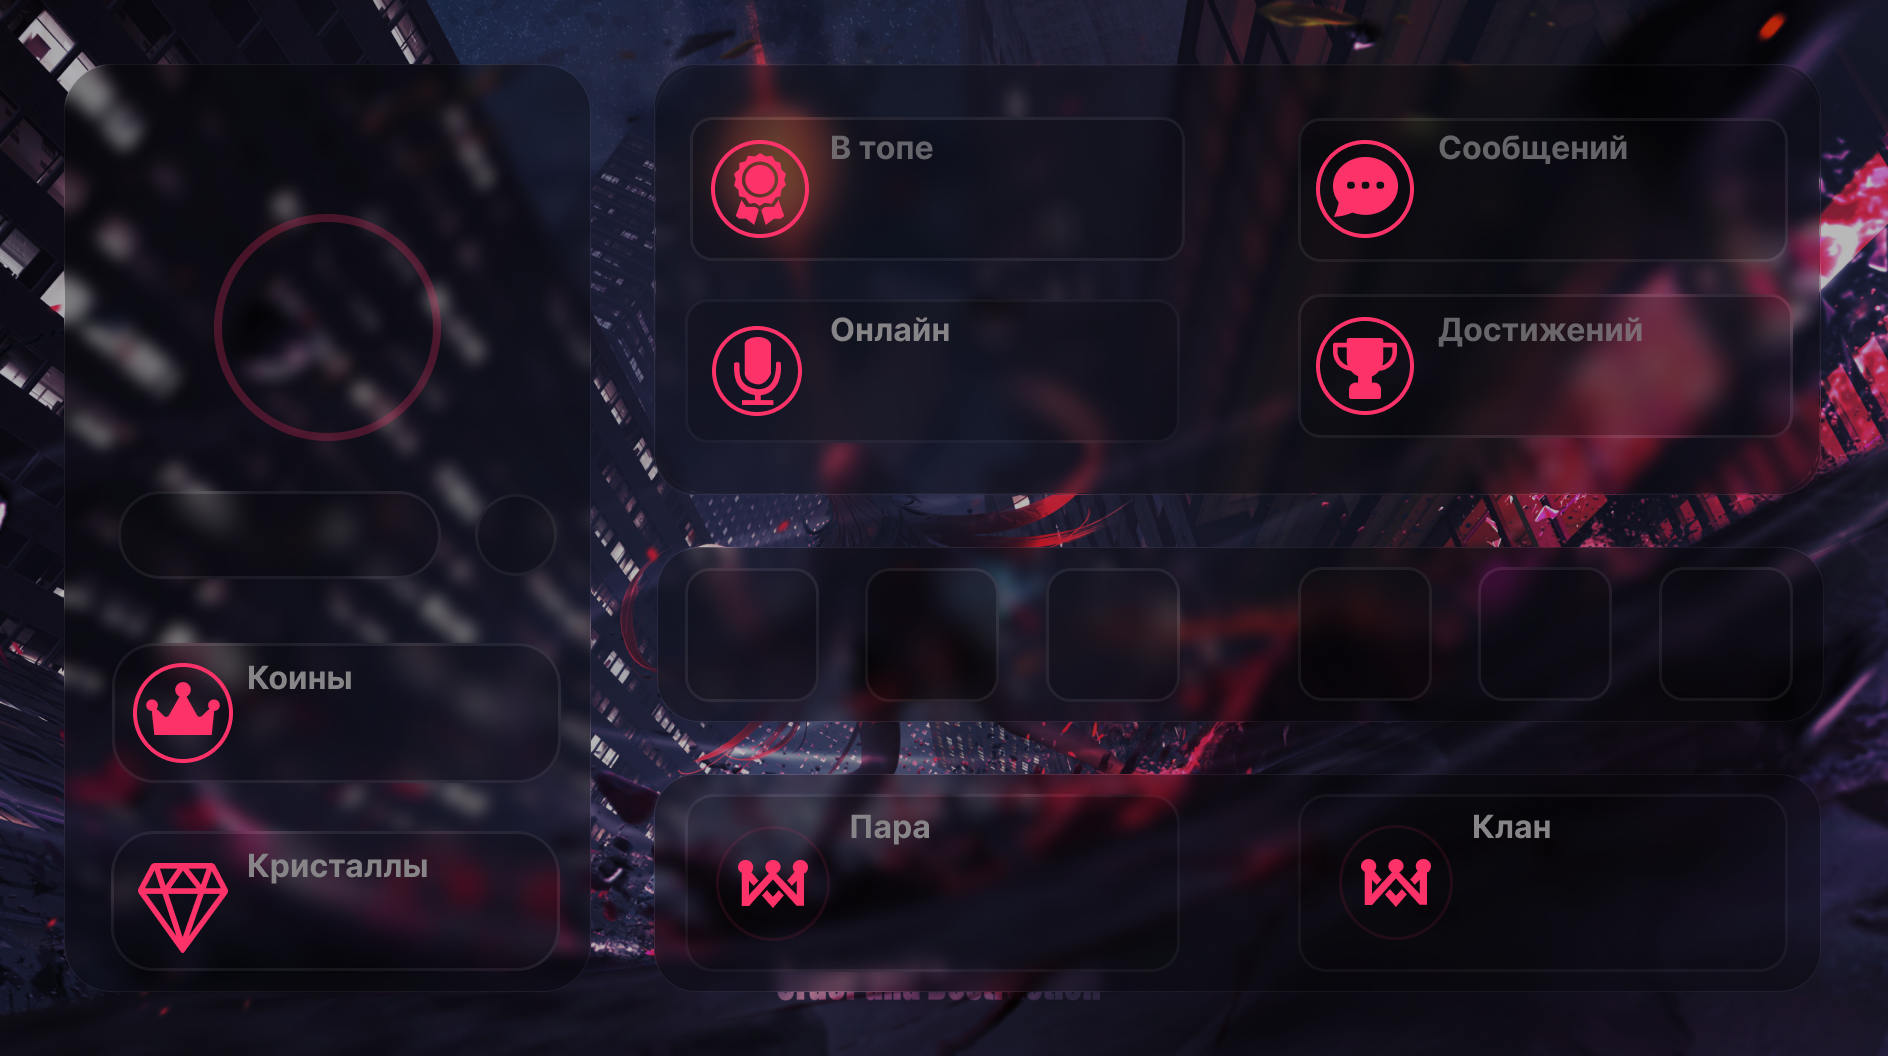 В топе
Сообщений
Онлайн
Достижений
Коины
Кристаллы
Пара
Клан